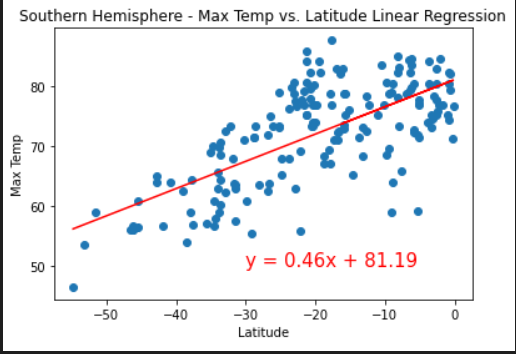 Southern Hemisphere - Max Temp vs. Latitude Linear Regression
80
70
60
50
Max Temp
y = 0.46x + 81.19
−50 −40 −30 −20 −10 0
Latitude